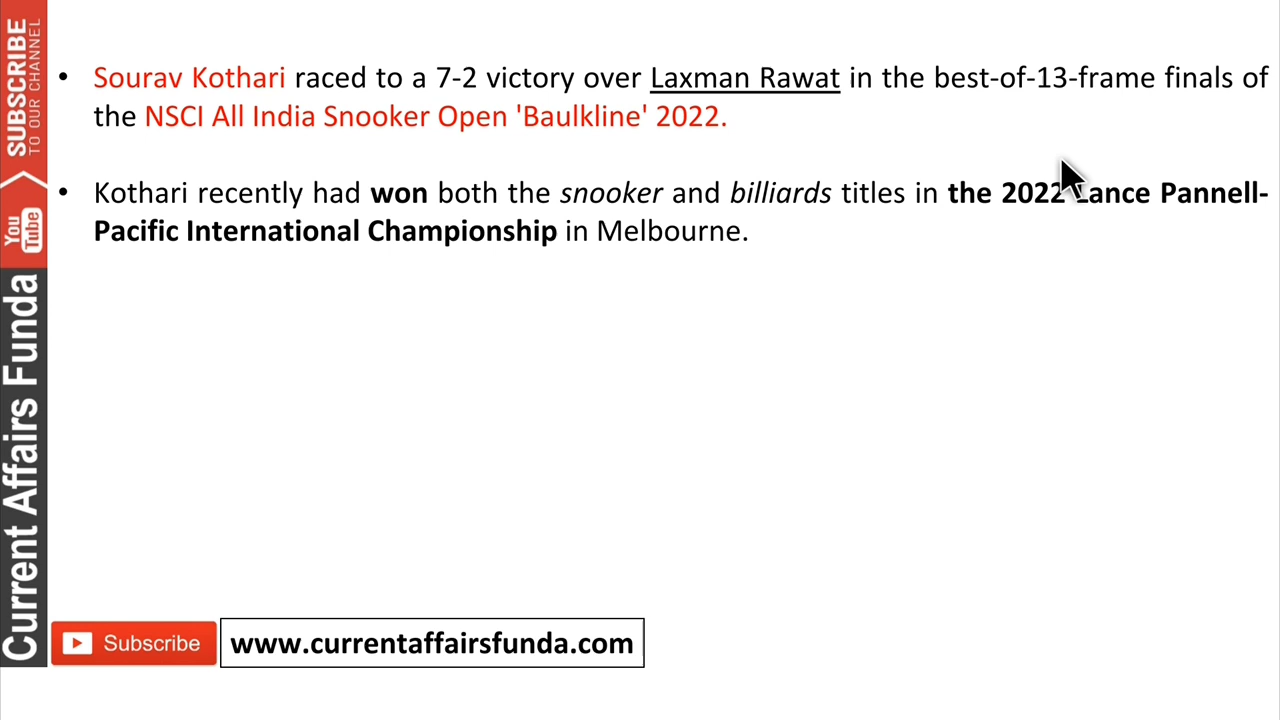 SUBSCRIBE
TO OUR CHANNEL
You
Tube
Current Affairs Funda
• Sourav Kothari raced to a 7-2 victory over Laxman Rawat in the best-of-13-frame finals of
the NSCI All India Snooker Open 'Baulkline' 2022.
• Kothari recently had won both the snooker and billiards titles in the 2022 Lance Pannell-
Pacific International Championship in Melbourne.
Subscribe
www.currentaffairsfunda.com